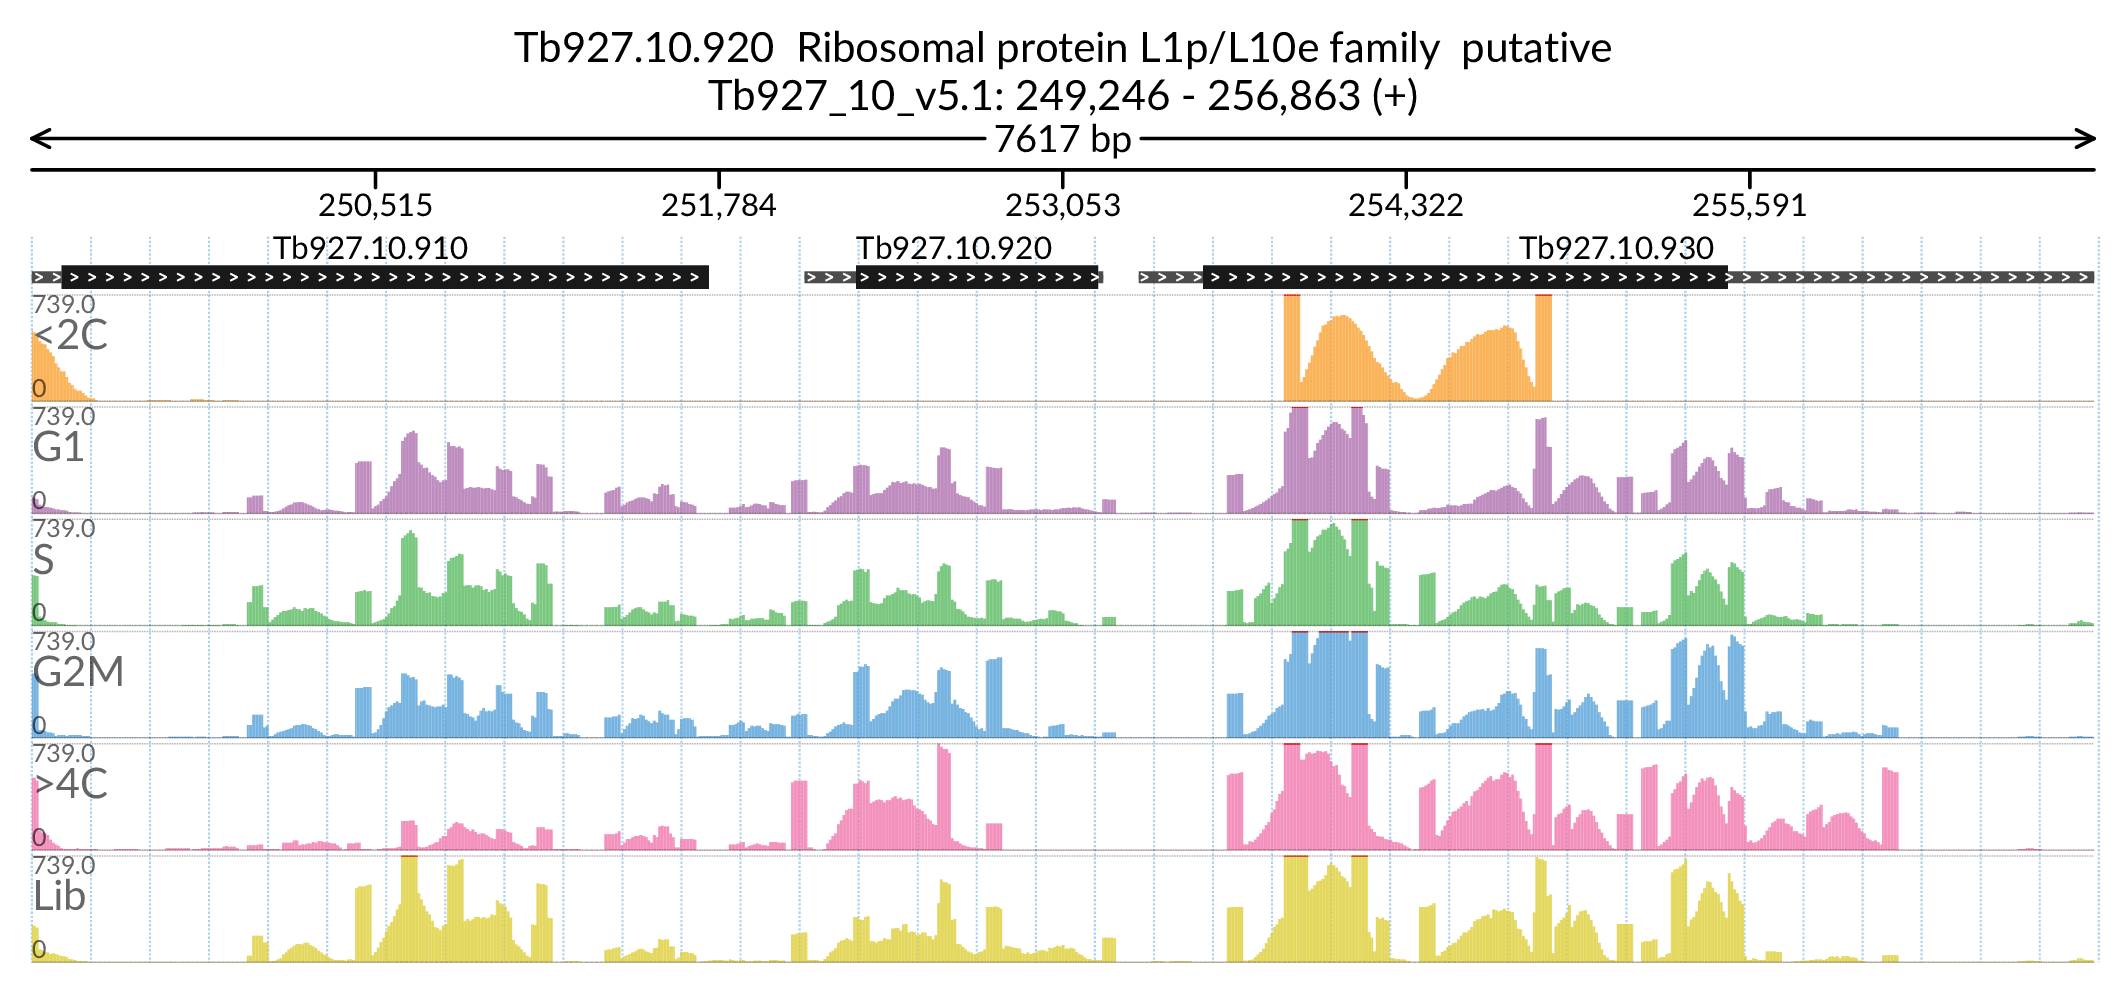 Tb927.10.920  Ribosomal protein L1p/L10e family  putative
Tb927_10_v5.1: 249,246 - 256,863 (+)
7617 bp
250,515 251,784 253,053 254,322 255,591
Tb927.10.910 Tb927.10.920 Tb927.10.930
739.0
<2C
0
739.0
G1
0
739.0
S
0
739.0
G2M
0
739.0
>4C
0
739.0
Lib
0